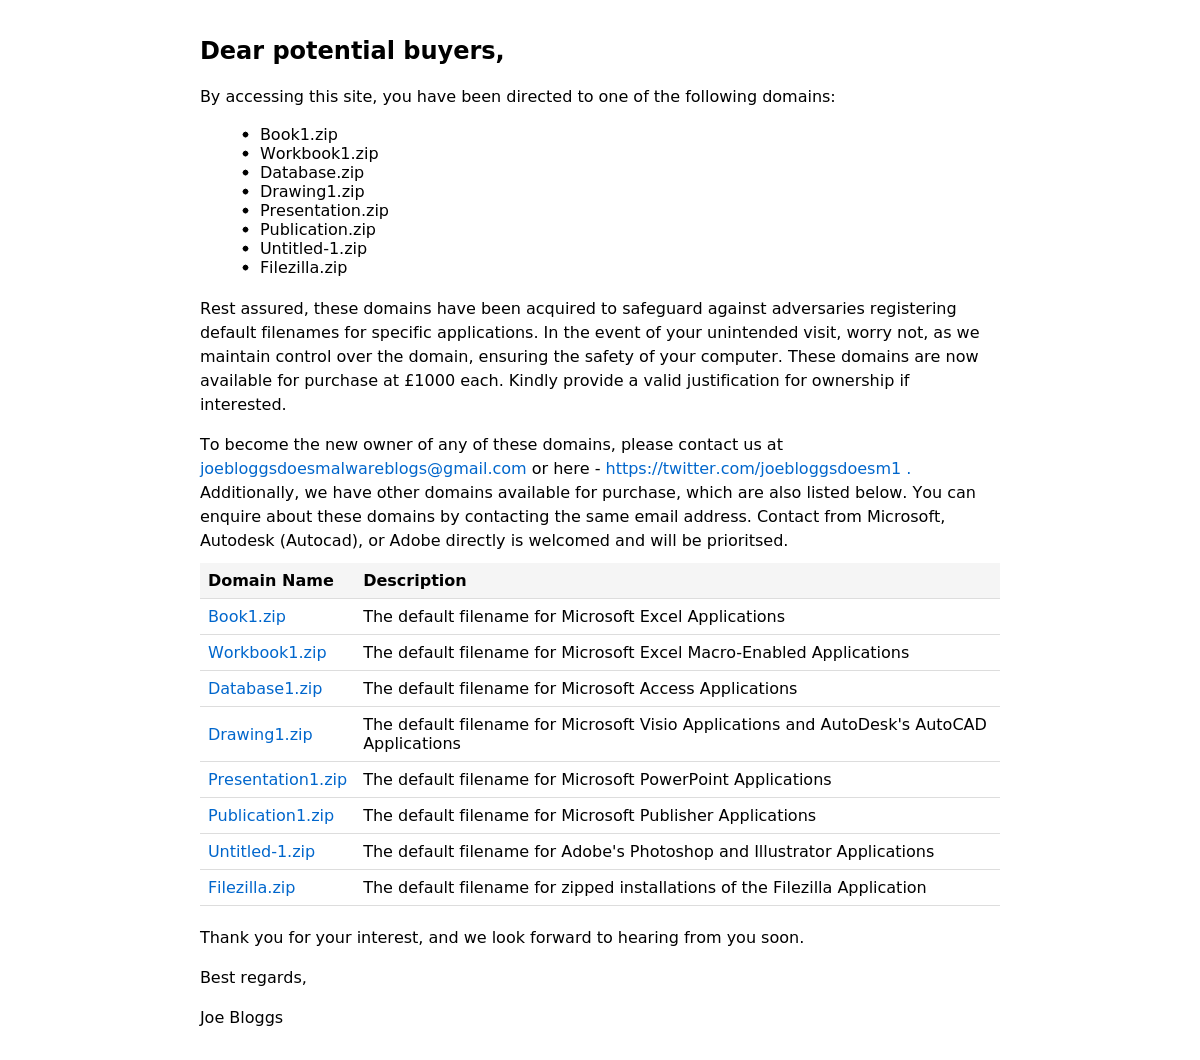 Dear potential buyers,
By accessing this site, you have been directed to one of the following domains:
• Book1.zip
• Workbook1.zip
• Database.zip
• Drawing1.zip
• Presentation.zip
• Publication.zip
• Untitled-1.zip
• Filezilla.zip
Rest assured, these domains have been acquired to safeguard against adversaries registering
default filenames for specific applications. In the event of your unintended visit, worry not, as we
maintain control over the domain, ensuring the safety of your computer. These domains are now
available for purchase at £1000 each. Kindly provide a valid justification for ownership if
interested.
To become the new owner of any of these domains, please contact us at
joebloggsdoesmalwareblogs@gmail.com or here - https://twitter.com/joebloggsdoesm1 .
Additionally, we have other domains available for purchase, which are also listed below. You can
enquire about these domains by contacting the same email address. Contact from Microsoft,
Autodesk (Autocad), or Adobe directly is welcomed and will be prioritsed.
Domain Name Description
Book1.zip The default filename for Microsoft Excel Applications
Workbook1.zip The default filename for Microsoft Excel Macro-Enabled Applications
Database1.zip The default filename for Microsoft Access Applications
Drawing1.zip The default filename for Microsoft Visio Applications and AutoDesk's AutoCAD
Applications
Presentation1.zip The default filename for Microsoft PowerPoint Applications
Publication1.zip The default filename for Microsoft Publisher Applications
Untitled-1.zip The default filename for Adobe's Photoshop and Illustrator Applications
Filezilla.zip The default filename for zipped installations of the Filezilla Application
Thank you for your interest, and we look forward to hearing from you soon.
Best regards,
Joe Bloggs